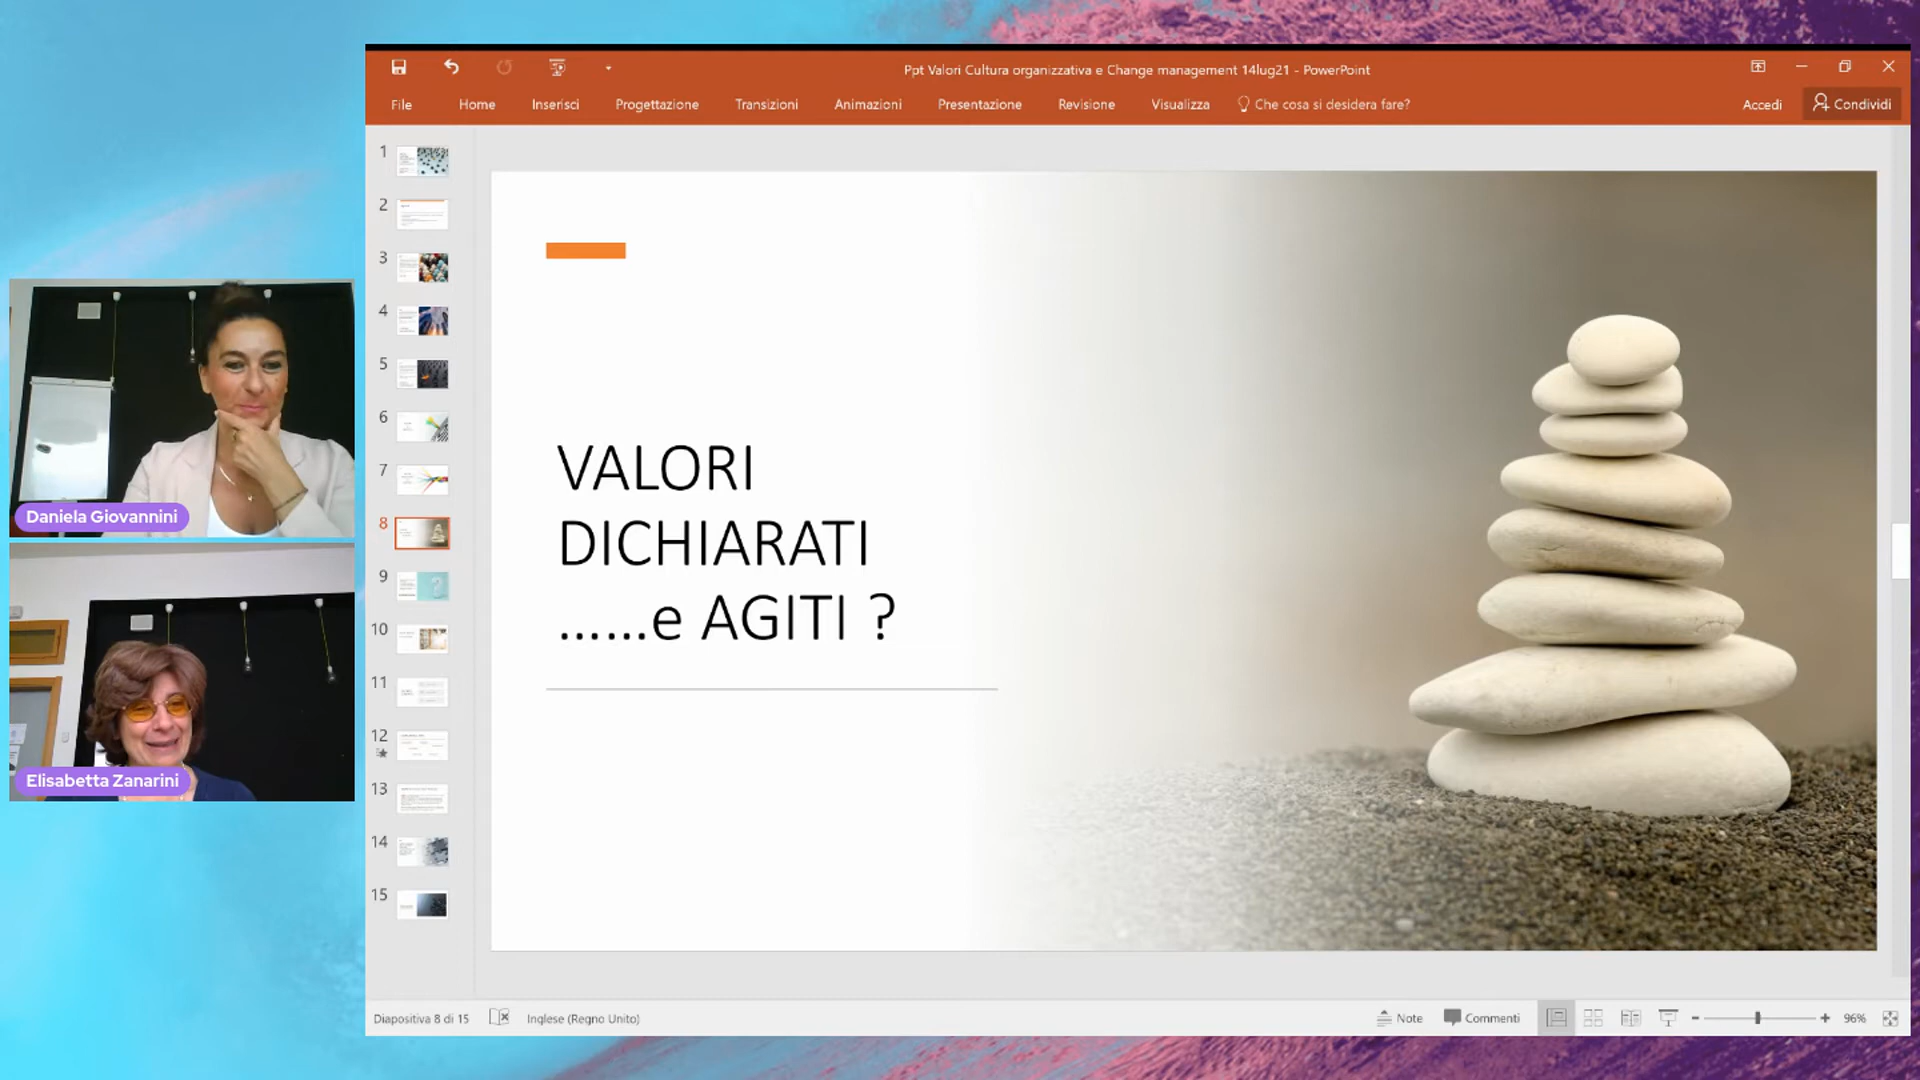 Ppt Valori Cultura organizzativa e Change management 14lug21 - PowerPoint
File Home Inserisci Progettazione Transizioni Animazioni Presentazione Revisione Visualizza Che cosa si desidera fare? Accedi Condividi
1
2
3
4
5
6
7
8
9
10
11
12
13
14
15
VALORI
DICHIARATI
......e AGITI ?
Daniela Giovannini
Elisabetta Zanarini
Diapositiva 8 di 15 Inglese (Regno Unito) Note Commenti 96%